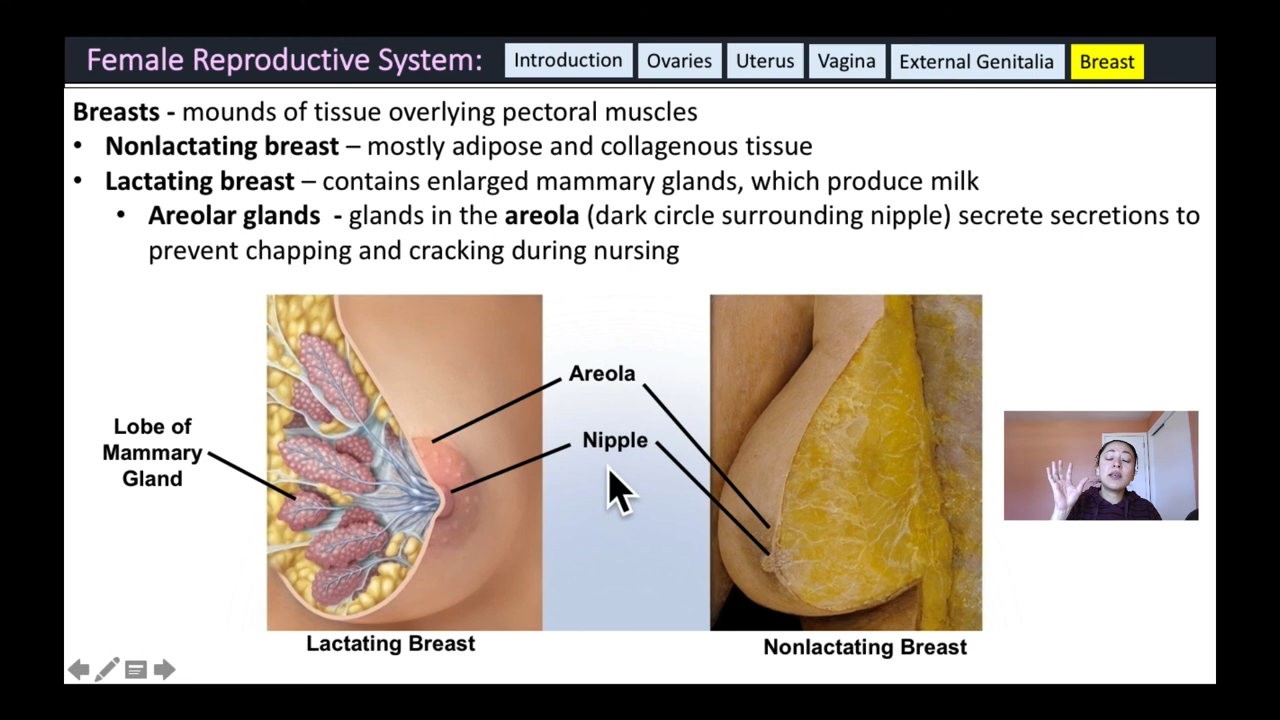 Female Reproductive System: Introduction Ovaries Uterus Vagina External Genitalia Breast
Breasts - mounds of tissue overlying pectoral muscles
• Nonlactating breast – mostly adipose and collagenous tissue
• Lactating breast – contains enlarged mammary glands, which produce milk
• Areolar glands - glands in the areola (dark circle surrounding nipple) secrete secretions to
prevent chapping and cracking during nursing
Areola
Lobe of
Mammary
Gland
Nipple
Lactating Breast
Nonlactating Breast